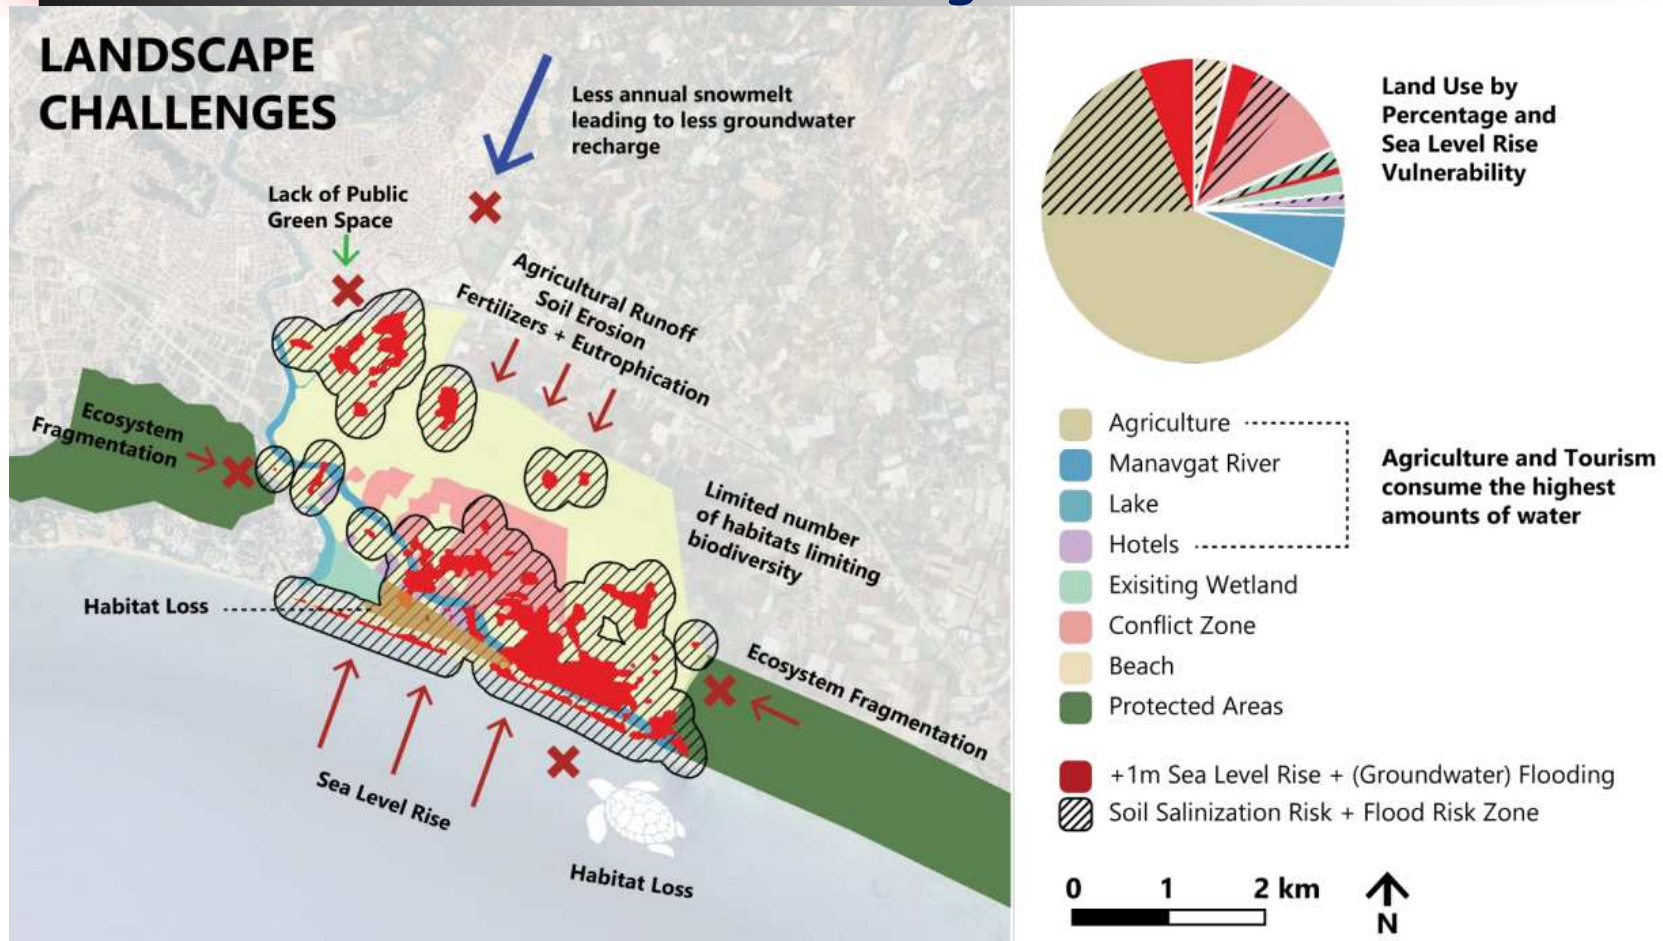 LANDSCAPE
CHALLENGES
Less annual snowmelt
leading to less groundwater
recharge
Lack of Public
Green Space
Agricultural Runoff
Soil Erosion
Fertilizers + Eutrophication
Ecosystem
Fragmentation
Limited number
of habitats limiting
biodiversity
Habitat Loss
Ecosystem Fragmentation
Sea Level Rise
Habitat Loss
Land Use by
Percentage and
Sea Level Rise
Vulnerability
Agriculture
Manavgat River
Lake
Hotels
Exisiting Wetland
Conflict Zone
Beach
Protected Areas
Agriculture and Tourism
consume the highest
amounts of water
+1m Sea Level Rise + (Groundwater) Flooding
Soil Salinization Risk + Flood Risk Zone
0 1 2 km
N